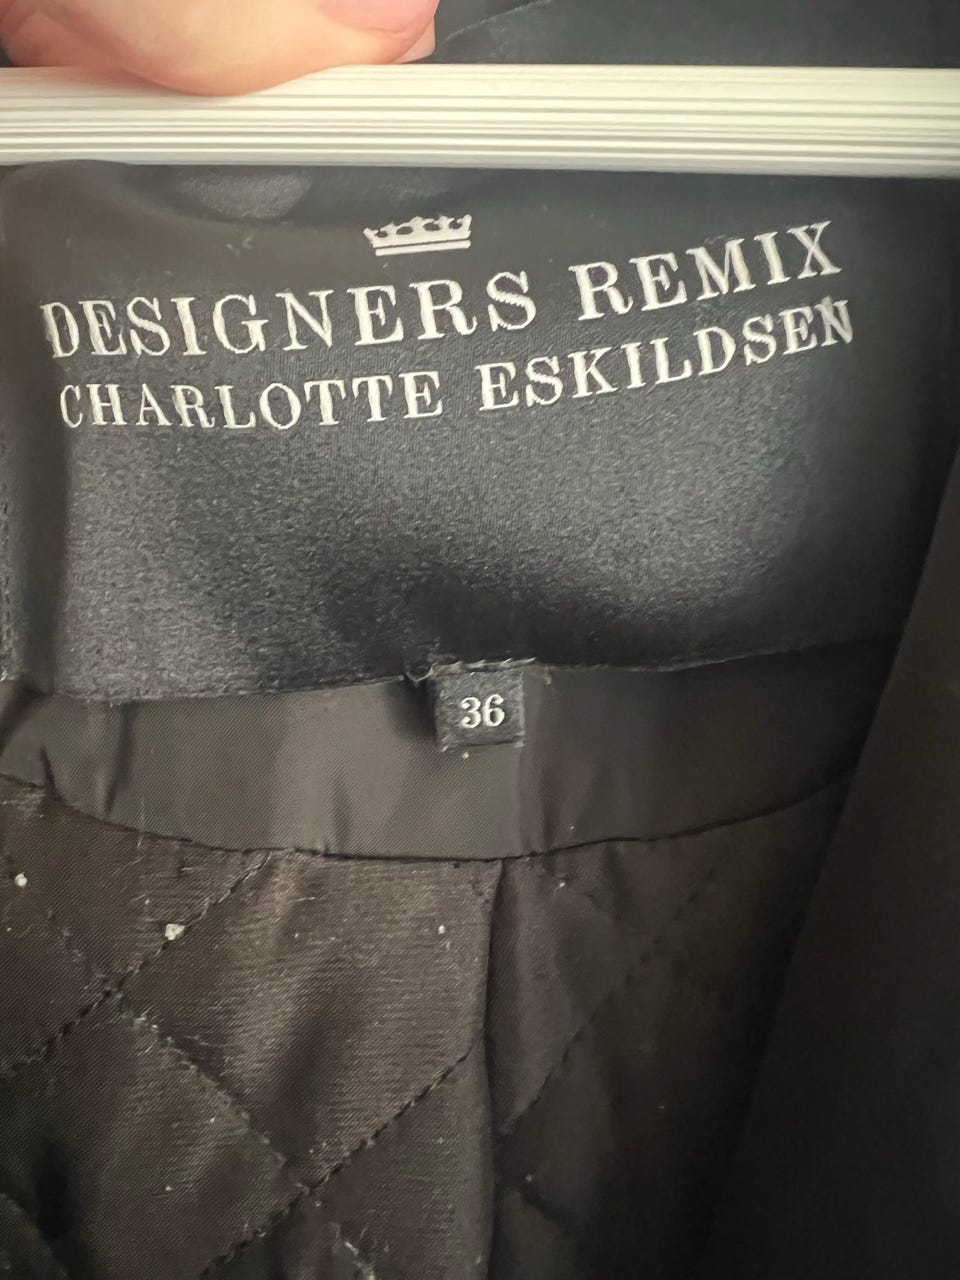 DESIGNERS REMIX
CHARLOTTE ESKILDSEN
36